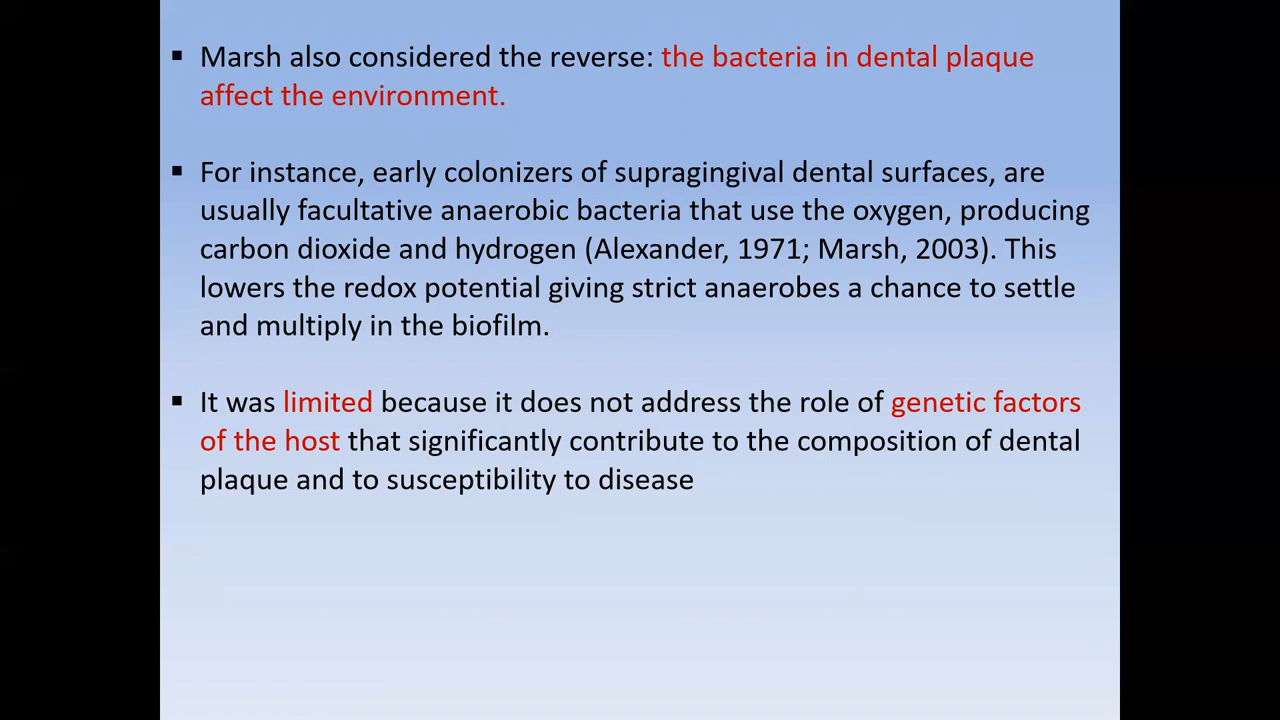 ▪ Marsh also considered the reverse: the bacteria in dental plaque
affect the environment.
▪ For instance, early colonizers of supragingival dental surfaces, are
usually facultative anaerobic bacteria that use the oxygen, producing
carbon dioxide and hydrogen (Alexander, 1971; Marsh, 2003). This
lowers the redox potential giving strict anaerobes a chance to settle
and multiply in the biofilm.
▪ It was limited because it does not address the role of genetic factors
of the host that significantly contribute to the composition of dental
plaque and to susceptibility to disease